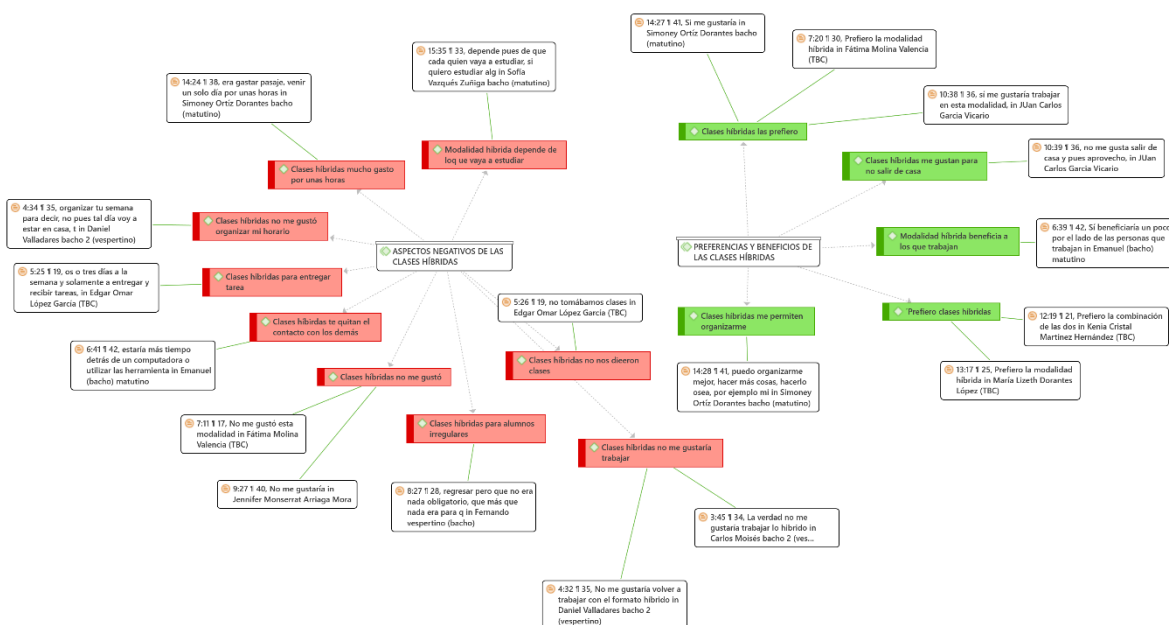 14:27 ¶ 41, Si me gustaría in
Simoney Ortíz Dorantes bacho
(matutino)
7:20 ¶ 30, Prefiero la modalidad
híbrida in Fátima Molina Valencia
(TBC)
15:35 ¶ 33, depende pues de que
cada quien vaya a estudiar, si
quiero estudiar alg in Sofía
Vazqués Zuñiga bacho (matutino)
14:24 ¶ 38, era gastar pasaje, venir
un solo día por unas horas in
Simoney Ortíz Dorantes bacho
(matutino)
10:38 ¶ 36, sí me gustaría trabajar
en esta modalidad, in JUan Carlos
Garcia Vicario
Clases híbridas las prefiero
Modalidad híbrida depende de
loq ue vaya a estudiar
Clases híbridas mucho gasto
por unas horas
Clases híbridas me gustan para
no salir de casa
10:39 ¶ 36, no me gusta salir de
casa y pues aprovecho, in JUan
Carlos Garcia Vicario
4:34 ¶ 35, organizar tu semana
para decir, no pues tal día voy a
estar en casa, t in Daniel
Valladares bacho 2 (vespertino)
Clases híbridas no me gustó
organizar mi horario
Modalidad híbrida beneficia a
los que trabajan
6:39 ¶ 42, Sí beneficiaría un poco
por el lado de las personas que
trabajan in Emanuel (bacho)
matutino
ASPECTOS NEGATIVOS DE LAS
CLASES HÍBRIDAS
PREFERENCIAS Y BENEFICIOS DE
LAS CLASES HÍBRIDAS
5:25 ¶ 19, os o tres días a la
semana y solamente a entregar y
recibir tareas, in Edgar Omar
López García (TBC)
Clases híbridas para entregar
tarea
5:26 ¶ 19, no tomábamos clases in
Edgar Omar López García (TBC)
Clases híbridas me permiten
organizarme
´Prefiero clases híbridas
12:19 ¶ 21, Prefiero la combinación
de las dos in Kenia Cristal
Martínez Hernández (TBC)
Clases híbirdas te quitan el
contacto con los demás
6:41 ¶ 42, estaría más tiempo
detrás de un computadora o
utilizar las herramienta in Emanuel
(bacho) matutino
Clases híbridas no me gustó
Clases híbridas no nos dieeron
clases
14:28 ¶ 41, puedo organizarme
mejor, hacer más cosas, hacerlo
osea, por ejemplo mi in Simoney
Ortíz Dorantes bacho (matutino)
13:17 ¶ 25, Prefiero la modalidad
híbrida in María Lizeth Dorantes
López (TBC)
7:11 ¶ 17, No me gustó esta
modalidad in Fátima Molina
Valencia (TBC)
Clases híbridas para alumnos
irregulares
Clases híbridas no me gustaría
trabajar
9:27 ¶ 40, No me gustaría in
Jennifer Monserrat Arriaga Mora
8:27 ¶ 28, regresar pero que no era
nada obligatorio, que más que
nada era para q in Fernando
vespertino (bacho)
3:45 ¶ 34, La verdad no me
gustaría trabajar lo híbrido in
Carlos Moisés bacho 2 (ves...
4:32 ¶ 35, No me gustaría volver a
trabajar con el formato híbrido in
Daniel Valladares bacho 2
(vespertino)